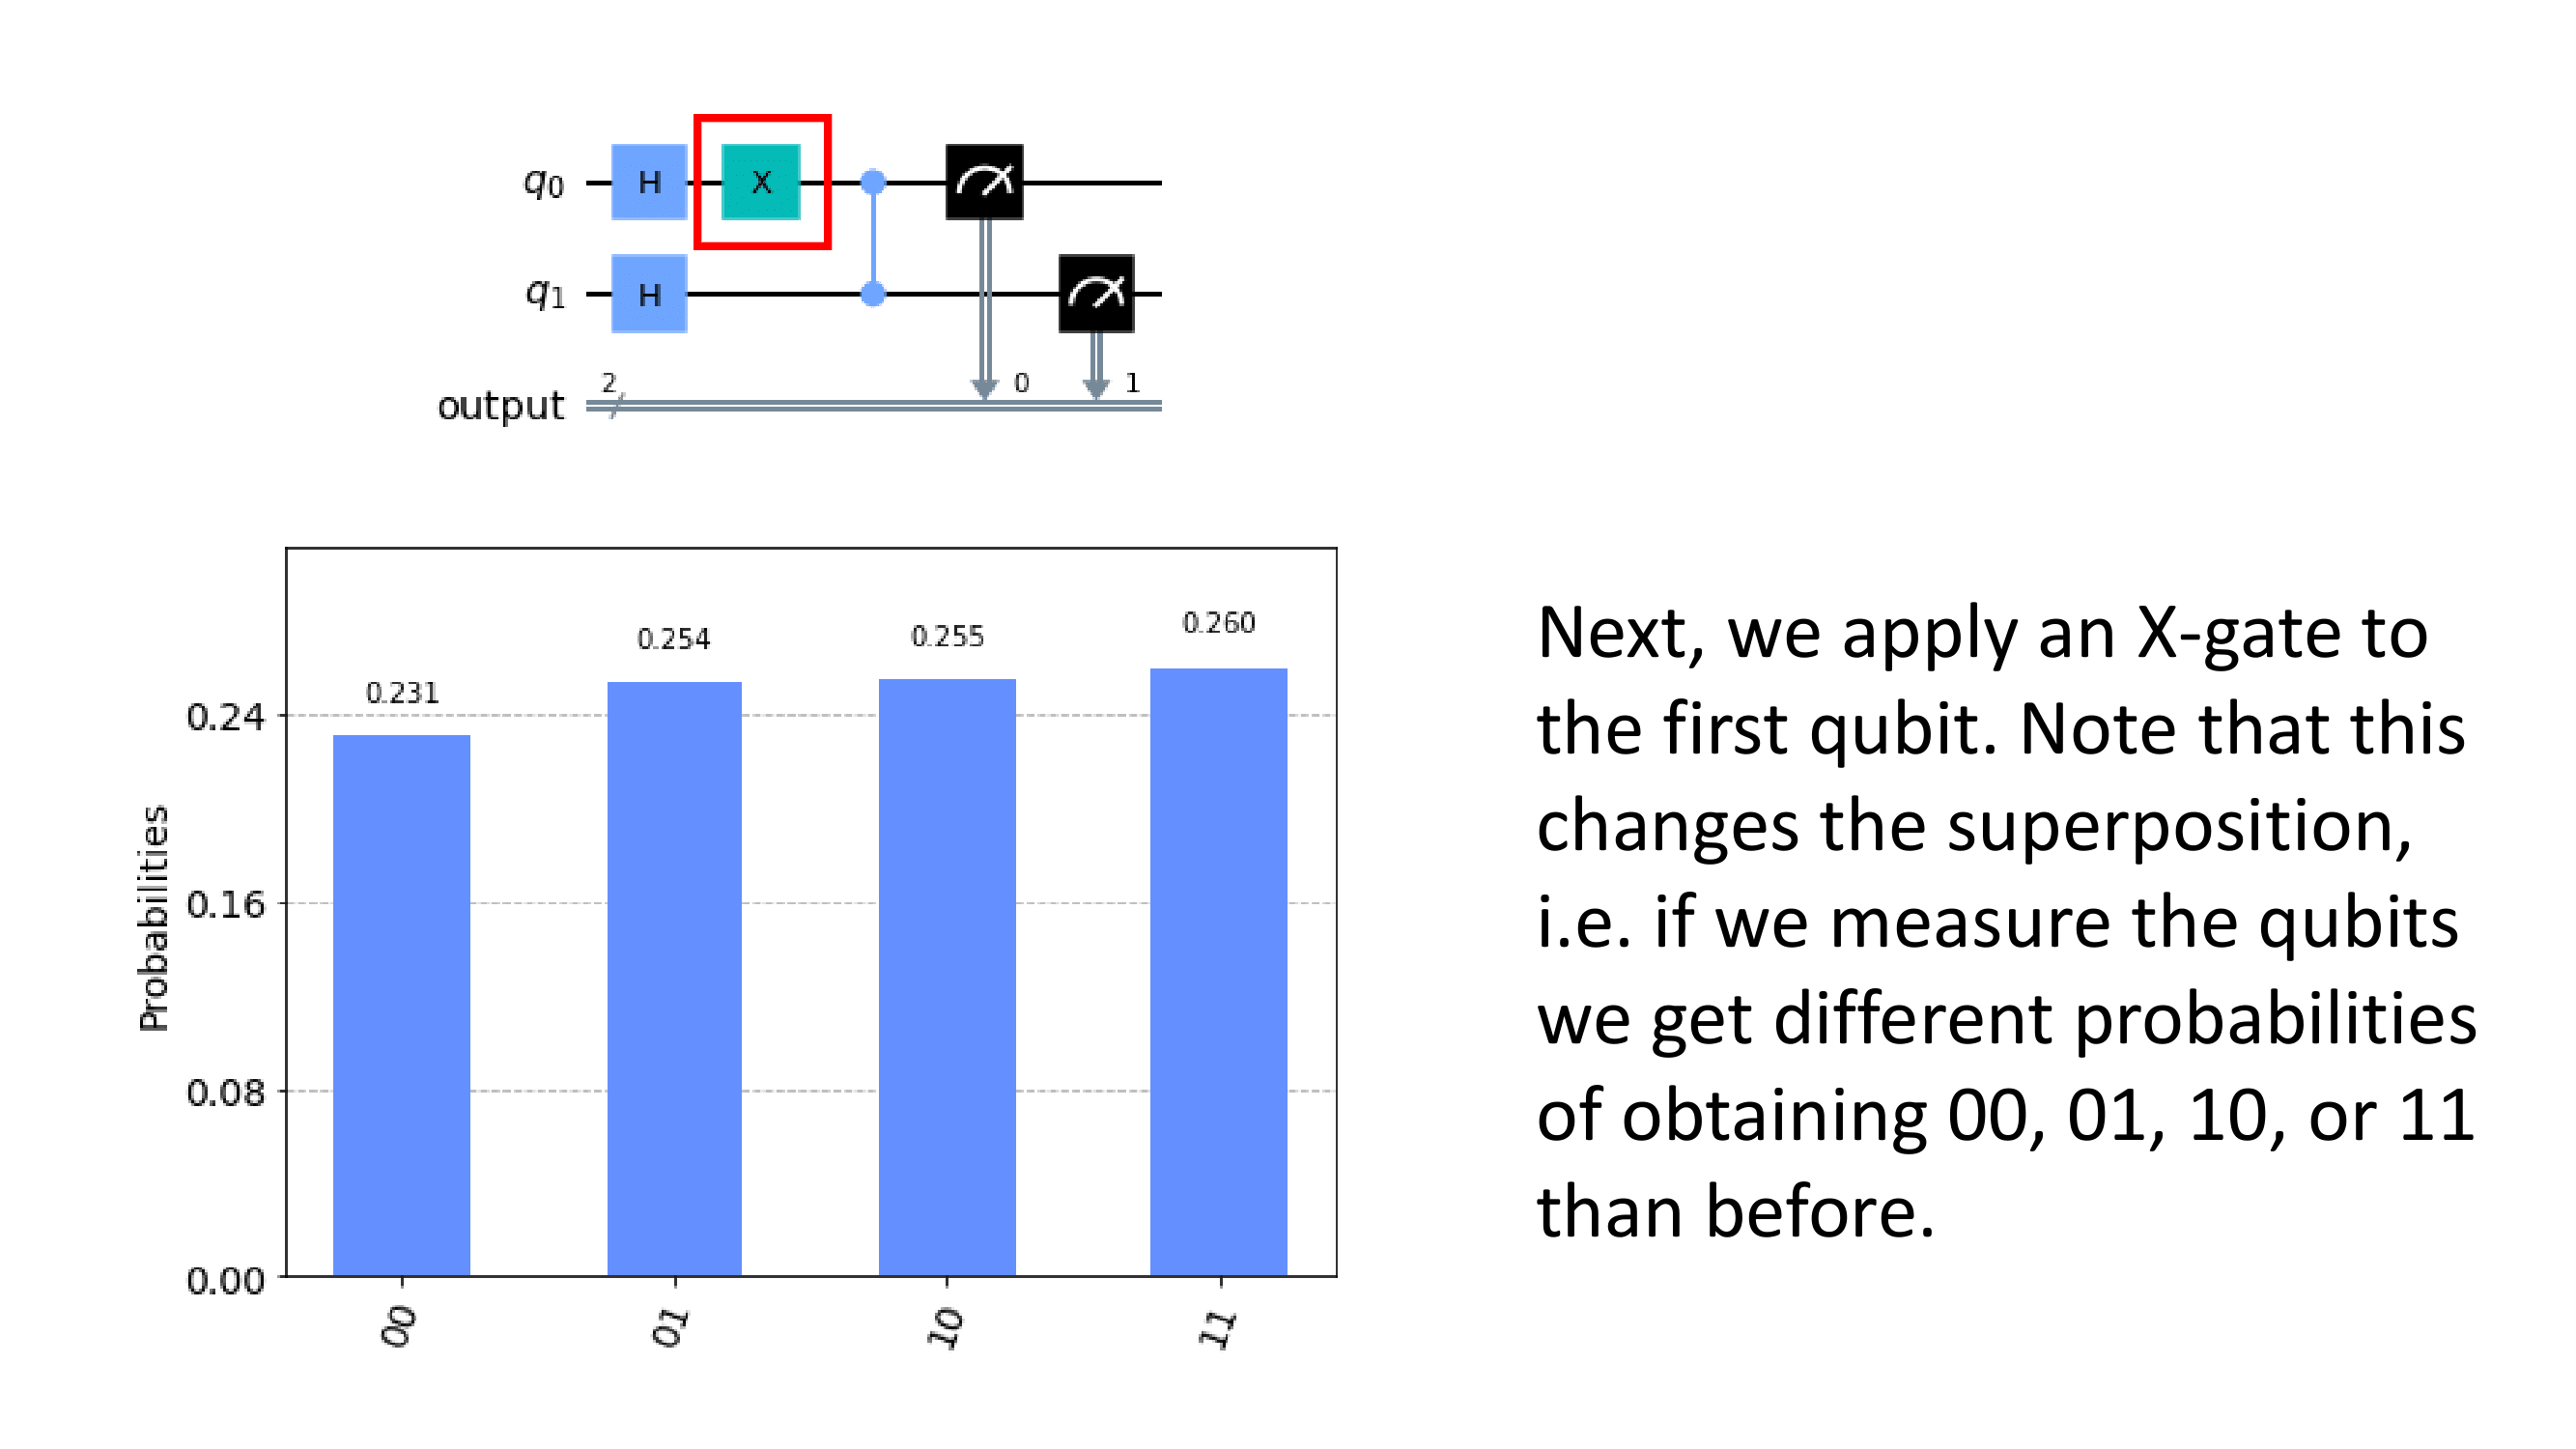 q0 H X
q1 H
output 2 0 1
0.231 0.254 0.255 0.260
0.24
0.16
0.08
0.00
Probabilities
00 01 10 11
Next, we apply an X-gate to
the first qubit. Note that this
changes the superposition,
i.e. if we measure the qubits
we get different probabilities
of obtaining 00, 01, 10, or 11
than before.